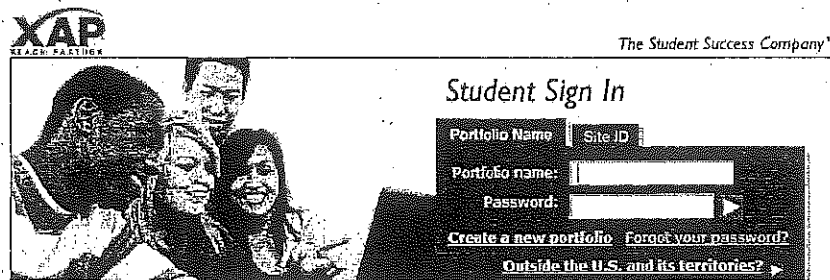 XAP
REACH FARTHER
The Student Success Company
Student Sign In
Portfolio Name
Site ID
Portfolio name:
Password:
Create a new portfolio Forgot your password?
Outside the U.S. and its territories?